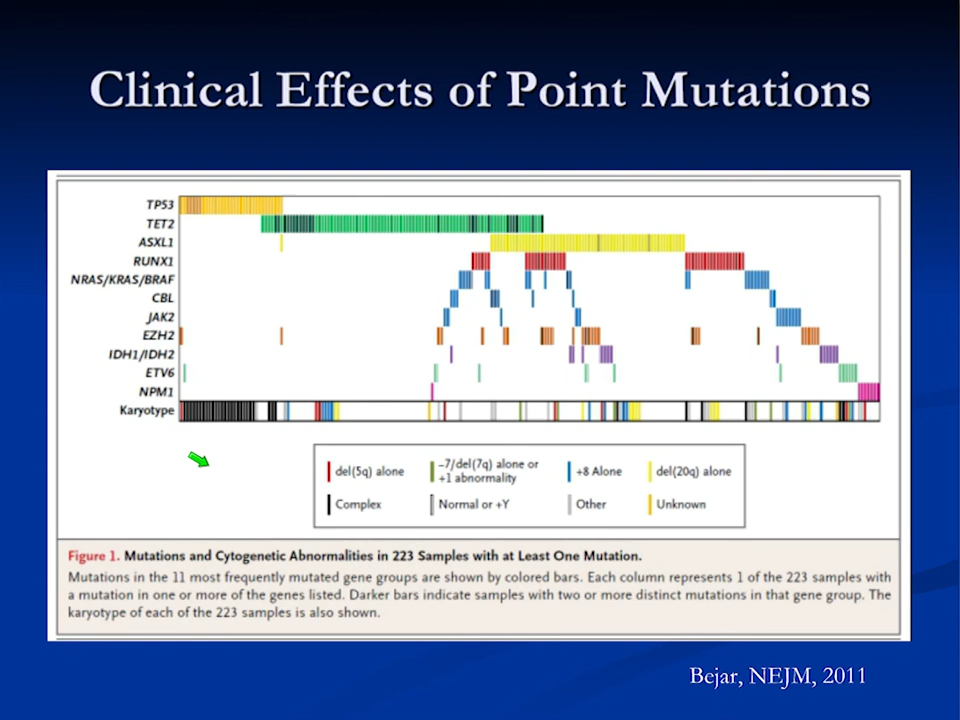 Clinical Effects of Point Mutations
TP53
TET2
ASXL1
RUNX1
NRAS/KRAS/BRAF
CBL
JAK2
EZH2
IDH1/IDH2
ETV6
NPM1
Karyotype
del(5q) alone
−7/del(7q) alone or
+1 abnormality
+8 Alone
del(20q) alone
Complex
Normal or +Y
Other
Unknown
Figure 1. Mutations and Cytogenetic Abnormalities in 223 Samples with at Least One Mutation.
Mutations in the 11 most frequently mutated gene groups are shown by colored bars. Each column represents 1 of the 223 samples with
a mutation in one or more of the genes listed. Darker bars indicate samples with two or more distinct mutations in that gene group. The
karyotype of each of the 223 samples is also shown.
Bejar, NEJM, 2011